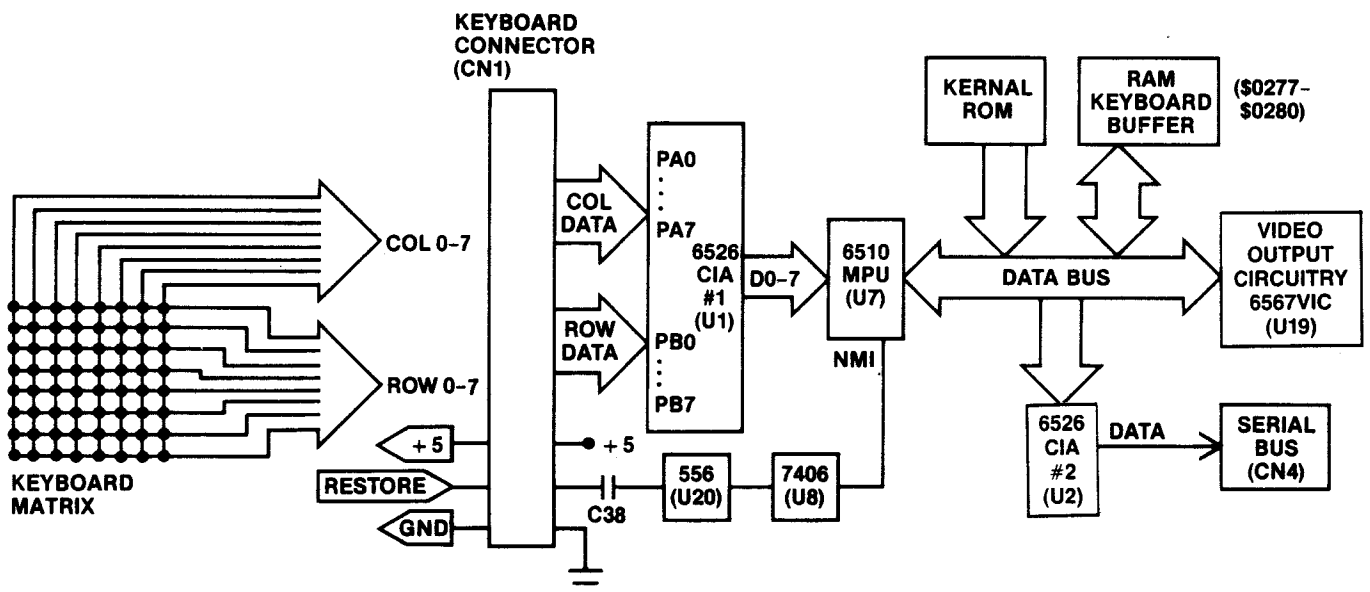 KEYBOARD
CONNECTOR
(CN1)
KERNAL
ROM
RAM
KEYBOARD
BUFFER
($0277-
$0280)
COL 0-7
ROW 0-7
KEYBOARD
MATRIX
+5
RESTORE
GND
COL
DATA
ROW
DATA
+5
C38
PA0
PA7
6526
CIA
#1
(U1)
PB0
PB7
D0-7
6510
MPU
(U7)
NMI
556
(U20)
7406
(U8)
DATA BUS
VIDEO
OUTPUT
CIRCUITRY
6567VIC
(U19)
6526
CIA
#2
(U2)
DATA
SERIAL
BUS
(CN4)